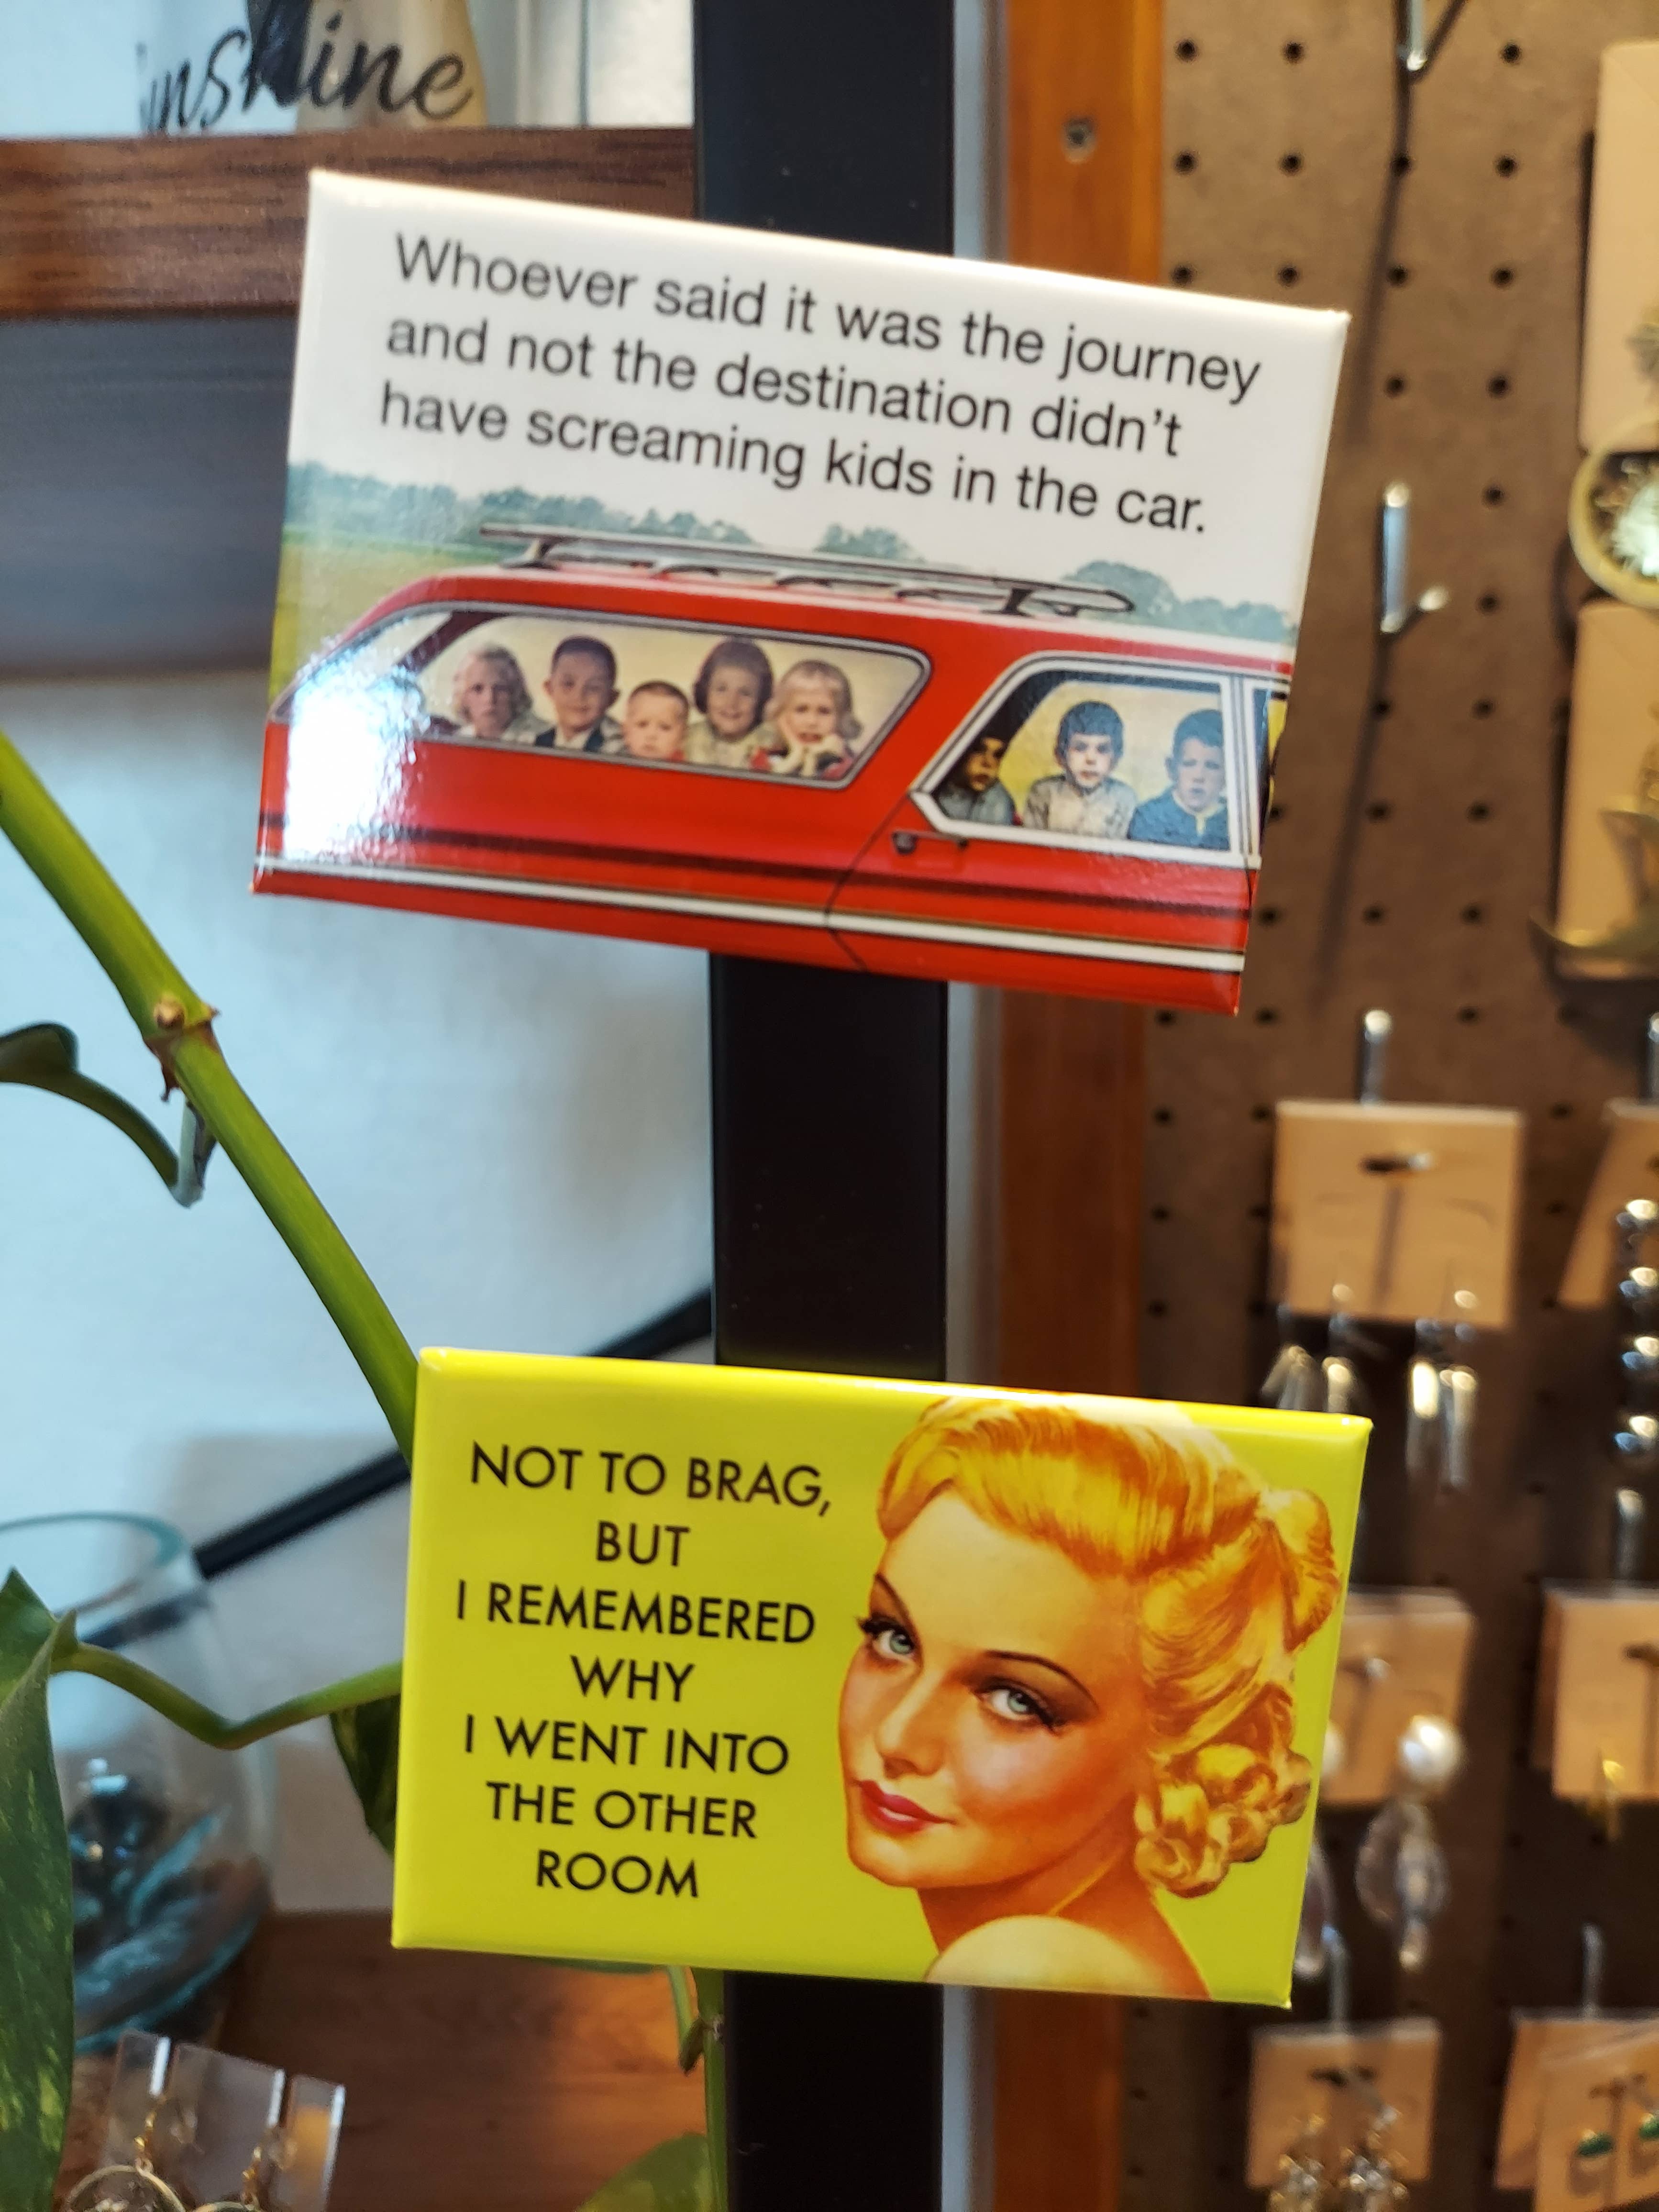 Whoever said it was the journey
and not the destination didn't
have screaming kids in the car.
NOT TO BRAG,
BUT
I REMEMBERED
WHY
I WENT INTO
THE OTHER
ROOM